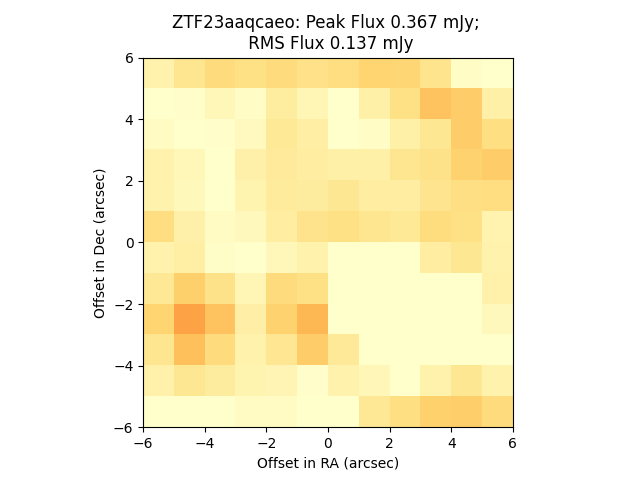 ZTF23aaqcaeo: Peak Flux 0.367 mJy;
RMS Flux 0.137 mJy
6
4
2
0
−2
−4
−6
Offset in Dec (arcsec)
−6 −4 −2 0 2 4 6
Offset in RA (arcsec)